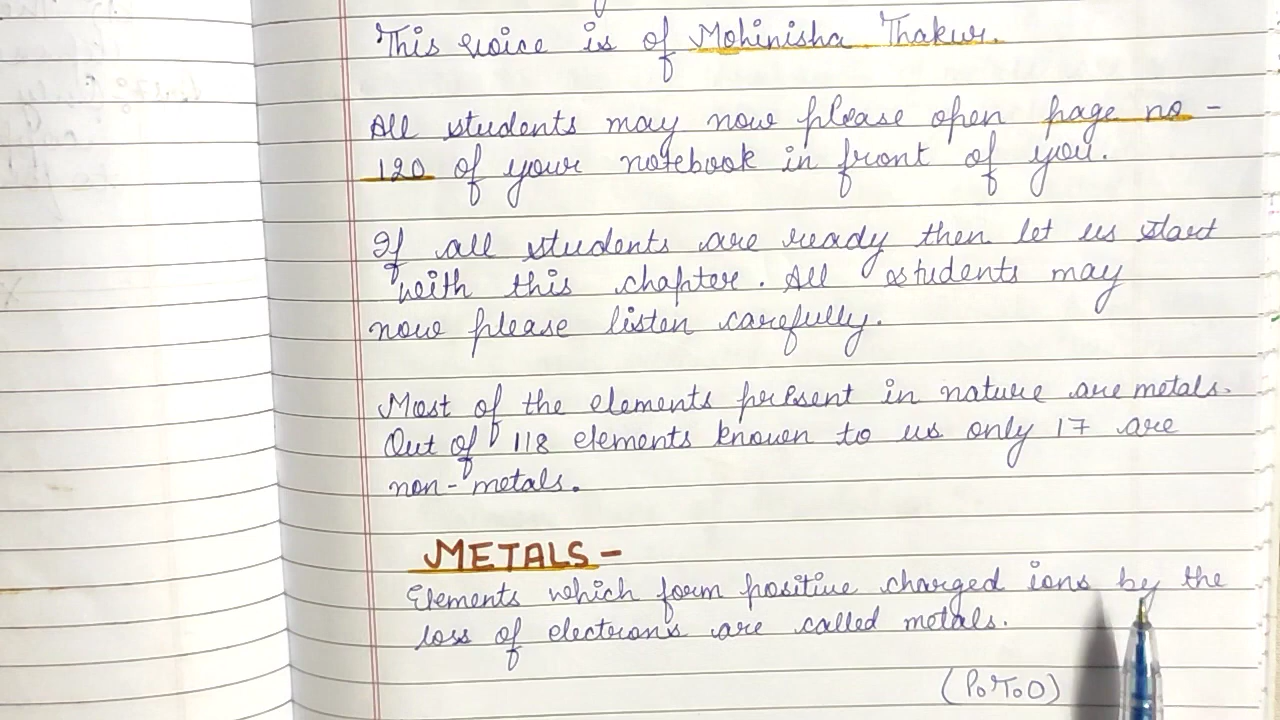 This voice is of Mohinisha Thakur.
All students may now please open page no -
120 of your notebook in front of you.
If all students are ready then let us start
with this chapter. All students may
now please listen carefully.
Most of the elements present in nature are metals.
Out of 118 elements known to us only 17 are
non-metals.
METALS-
Elements which form positive charged ions by the
loss of electron's are called metals.
(P.T.O)